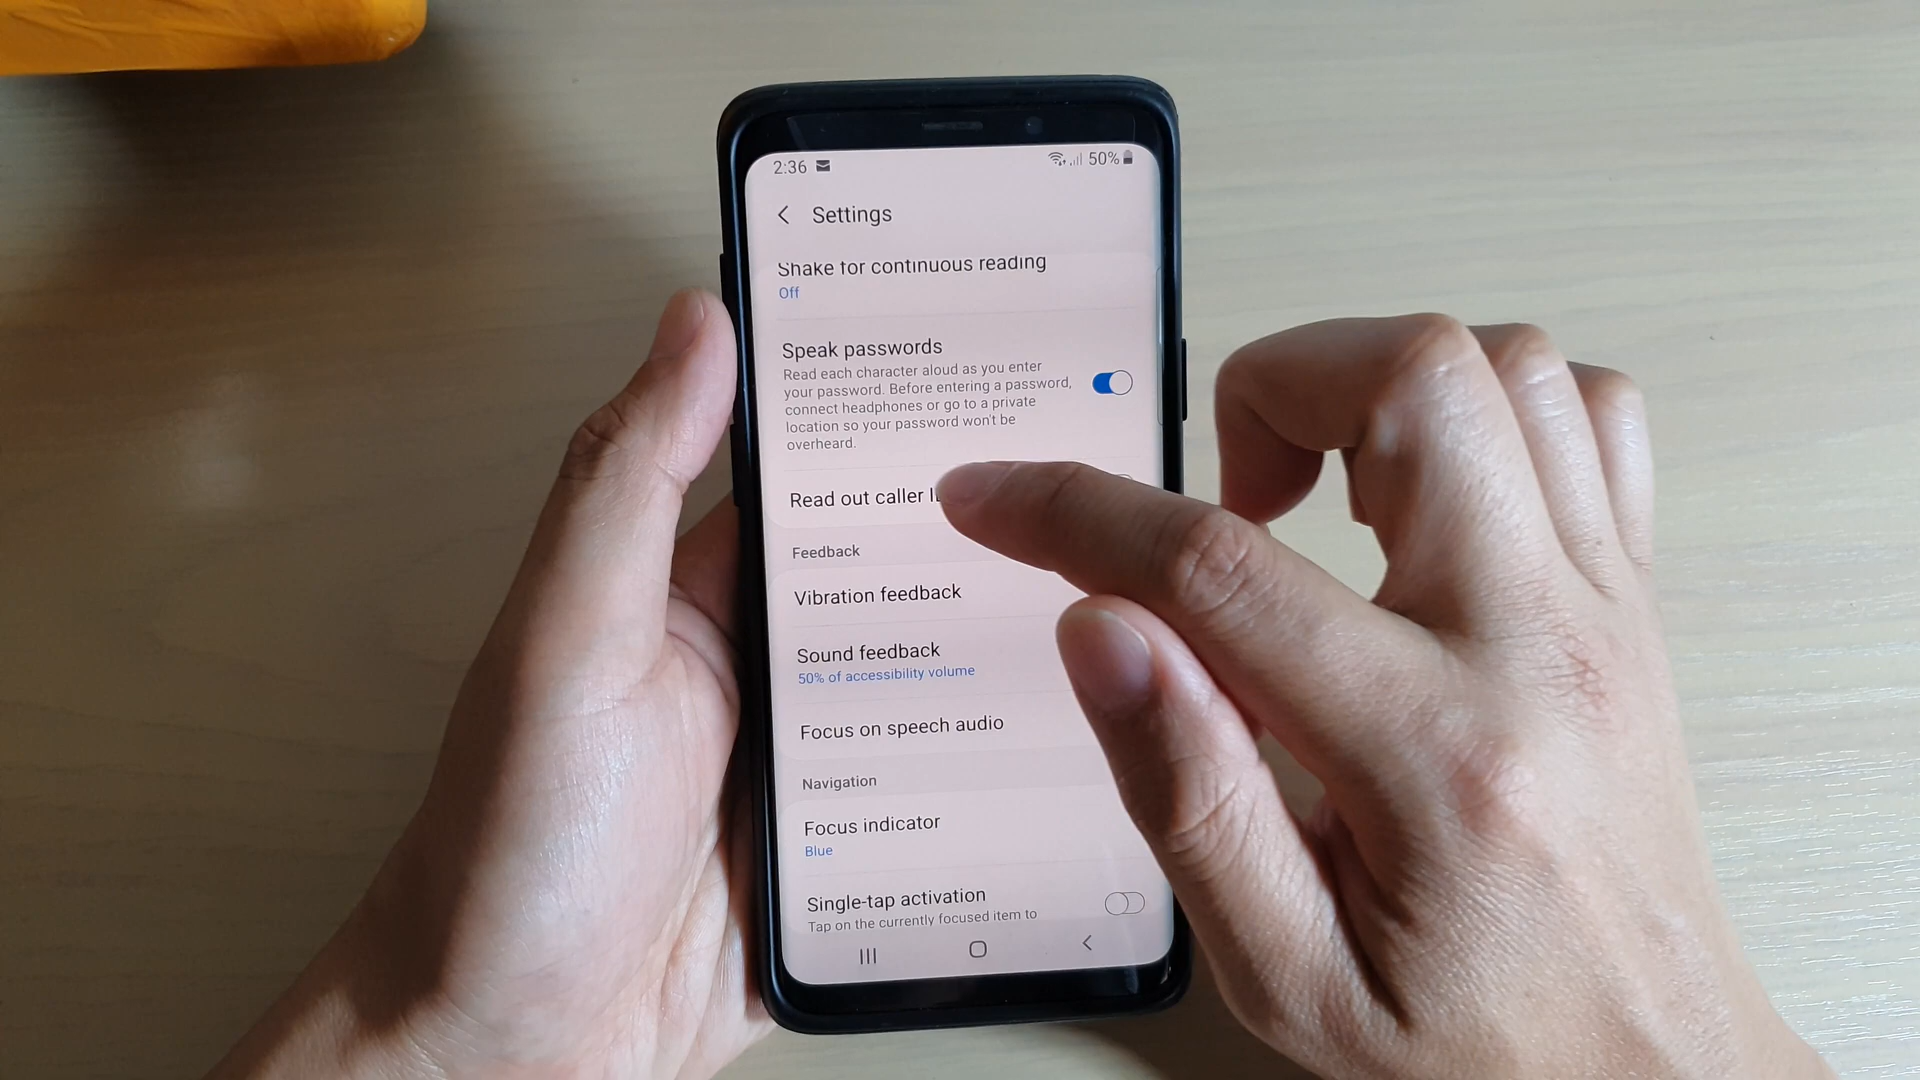 2:36
50%
Settings
Shake for continuous reading
Off
Speak passwords
Read each character aloud as you enter
your password. Before entering a password,
connect headphones or go to a private
location so your password won't be
overheard.
Read out caller
Feedback
Vibration feedback
Sound feedback
50% of accessibility volume
Focus on speech audio
Navigation
Focus indicator
Blue
Single-tap activation
Tap on the currently focused item to